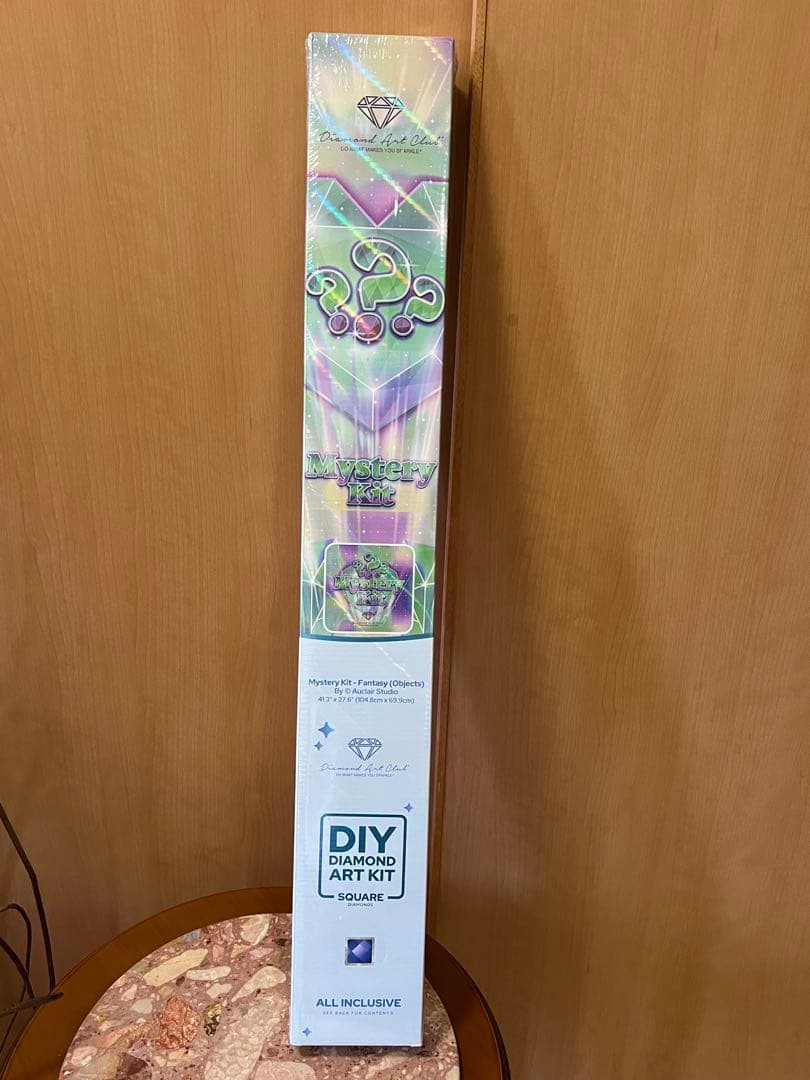 Diamond Art Club
DO WHAT MAKES YOU SPARKLE
???
Mystery
Kit
???
Mystery
Kit
Mystery Kit - Fantasy (Objects)
By © Auclair Studio
41.3" x 27.6" (104.8cm x 69.9cm)
Diamond Art Club
DO WHAT MAKES YOU SPARKLE
DIY
DIAMOND
ART KIT
SQUARE
DIAMONDS
ALL INCLUSIVE
SEE BACK FOR CONTENTS